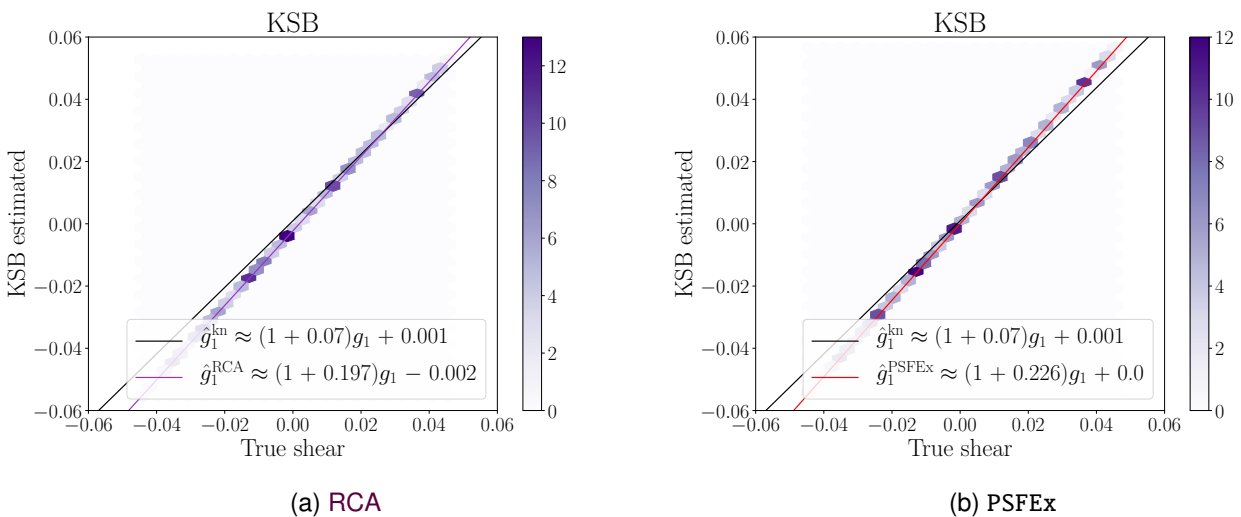 KSB
0.06
0.04
0.02
0.00
−0.02
−0.04
−0.06
KSB estimated
−0.06 −0.04 −0.02 0.00 0.02 0.04 0.06
True shear
ĝ₁^kn ≈ (1 + 0.07)g₁ + 0.001
ĝ₁^RCA ≈ (1 + 0.197)g₁ − 0.002
12
10
8
6
4
2
0
(a) RCA
KSB
0.06
0.04
0.02
0.00
−0.02
−0.04
−0.06
KSB estimated
−0.06 −0.04 −0.02 0.00 0.02 0.04 0.06
True shear
ĝ₁^kn ≈ (1 + 0.07)g₁ + 0.001
ĝ₁^PSFEx ≈ (1 + 0.226)g₁ + 0.0
12
10
8
6
4
2
0
(b) PSFEx